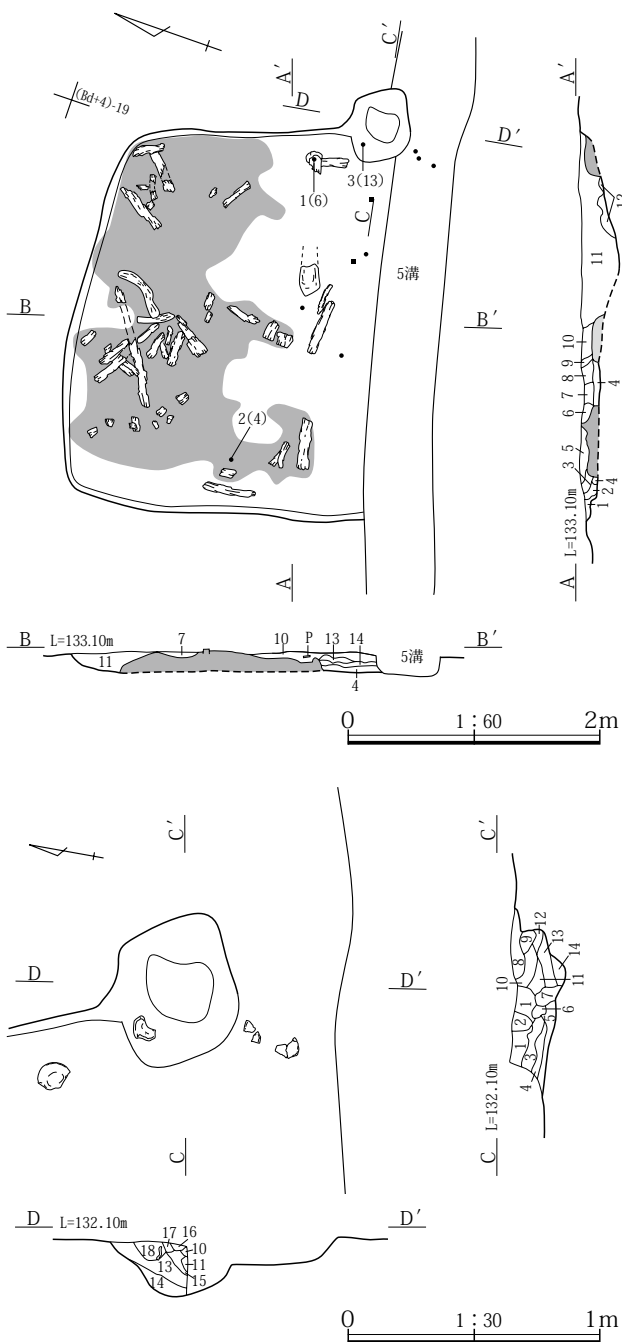 C′
A′
A′
D
(Bd+4)-19
D′
1(6)
3(13)
C
12
11
5溝
B
B′
10
9
8
7
6
4
5
3
2(4)
4
2
1
A
A
L=133.10m
B
L=133.10m
7
10
P
13
14
B′
11
4
5溝
0
1：60
2m
C′
C′
D
D′
12
13
14
9
8
10
11
7
1
6
5
2
1
3
4
C
C
L=132.10m
D
L=132.10m
D′
17
16
18
10
13
11
14
15
0
1：30
1m